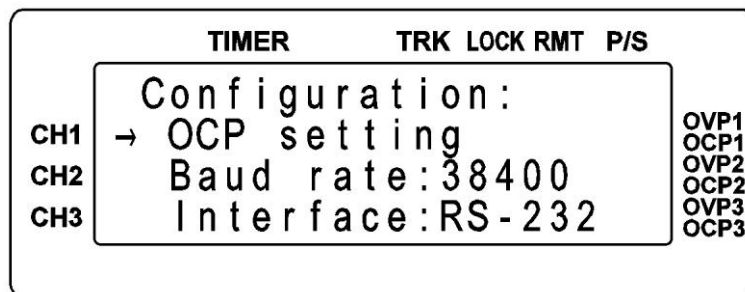 TIMER TRK LOCK RMT P/S
Configuration:
CH1 → OCP setting
CH2 Baud rate:38400
CH3 Interface:RS-232
OVP1
OCP1
OVP2
OCP2
OVP3
OCP3